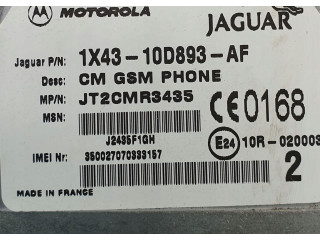 MOTOROLA JAGUAR
Jaguar P/N: 1X43-10D893-AF
Desc: CM GSM PHONE
MP/N: JT2CMR3435
MSN: CE0168
J2435F1GH
IMEI Nr: 350027070333157
E24 10R-02000
MADE IN FRANCE 2